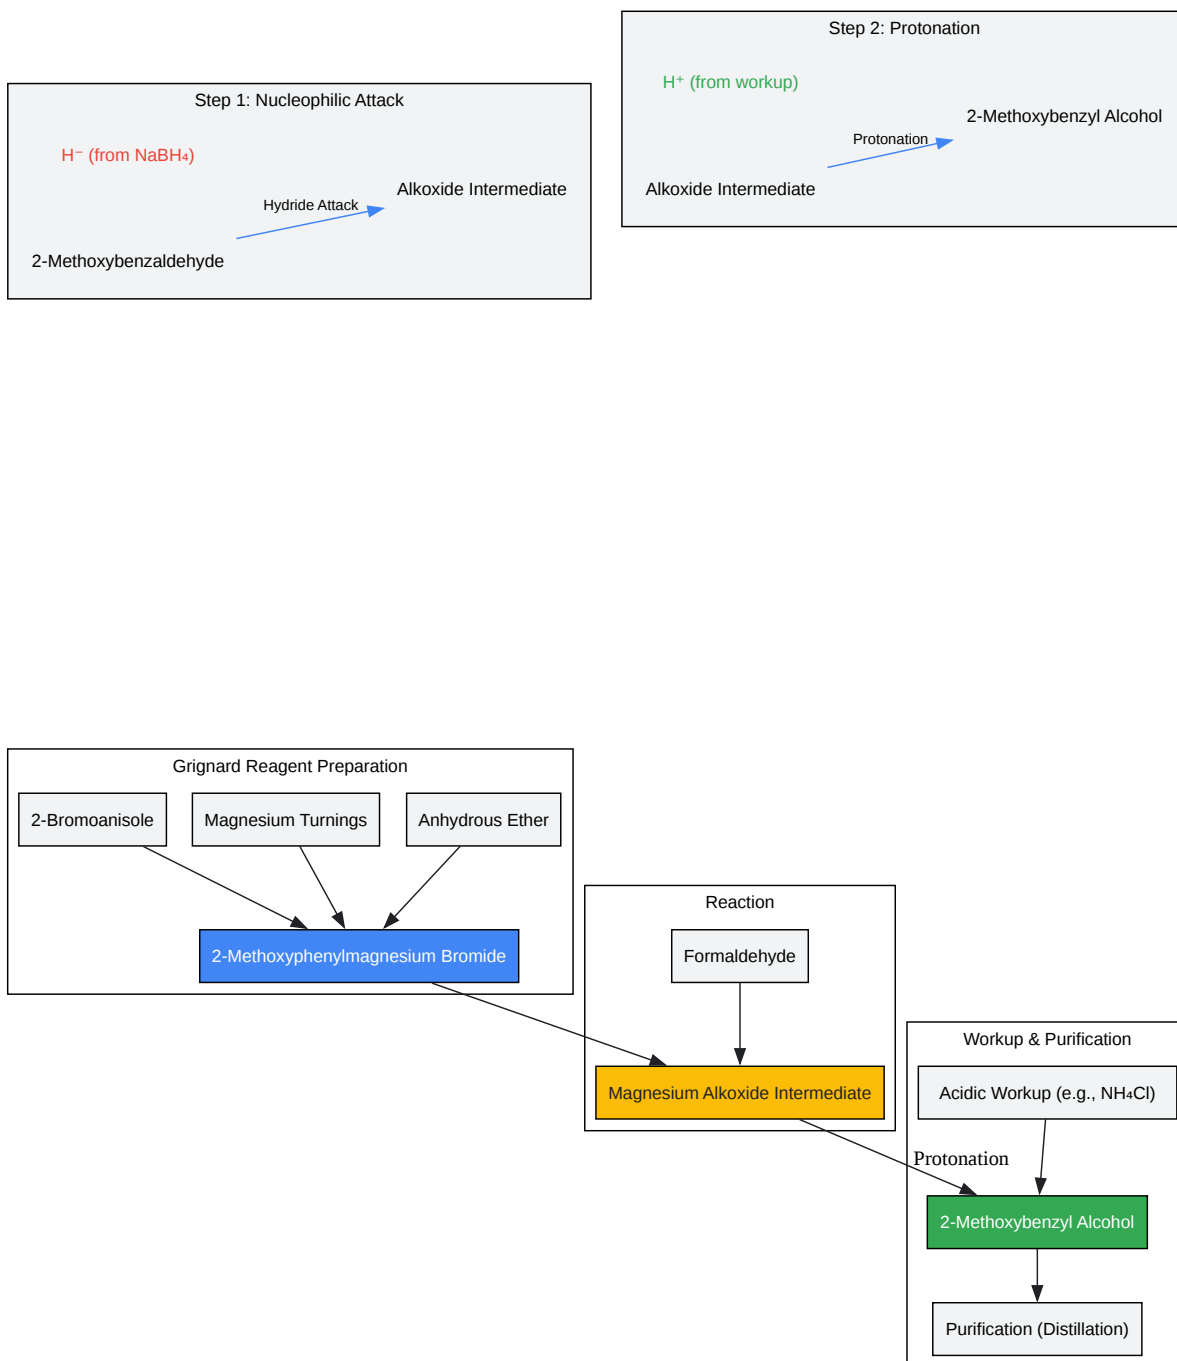 Step 1: Nucleophilic Attack
H⁻ (from NaBH₄)
Hydride Attack
Alkoxide Intermediate
2-Methoxybenzaldehyde
Step 2: Protonation
H⁺ (from workup)
2-Methoxybenzyl Alcohol
Protonation
Alkoxide Intermediate
Grignard Reagent Preparation
2-Bromoanisole
Magnesium Turnings
Anhydrous Ether
2-Methoxyphenylmagnesium Bromide
Reaction
Formaldehyde
Magnesium Alkoxide Intermediate
Protonation
Workup & Purification
Acidic Workup (e.g., NH₄Cl)
2-Methoxybenzyl Alcohol
Purification (Distillation)